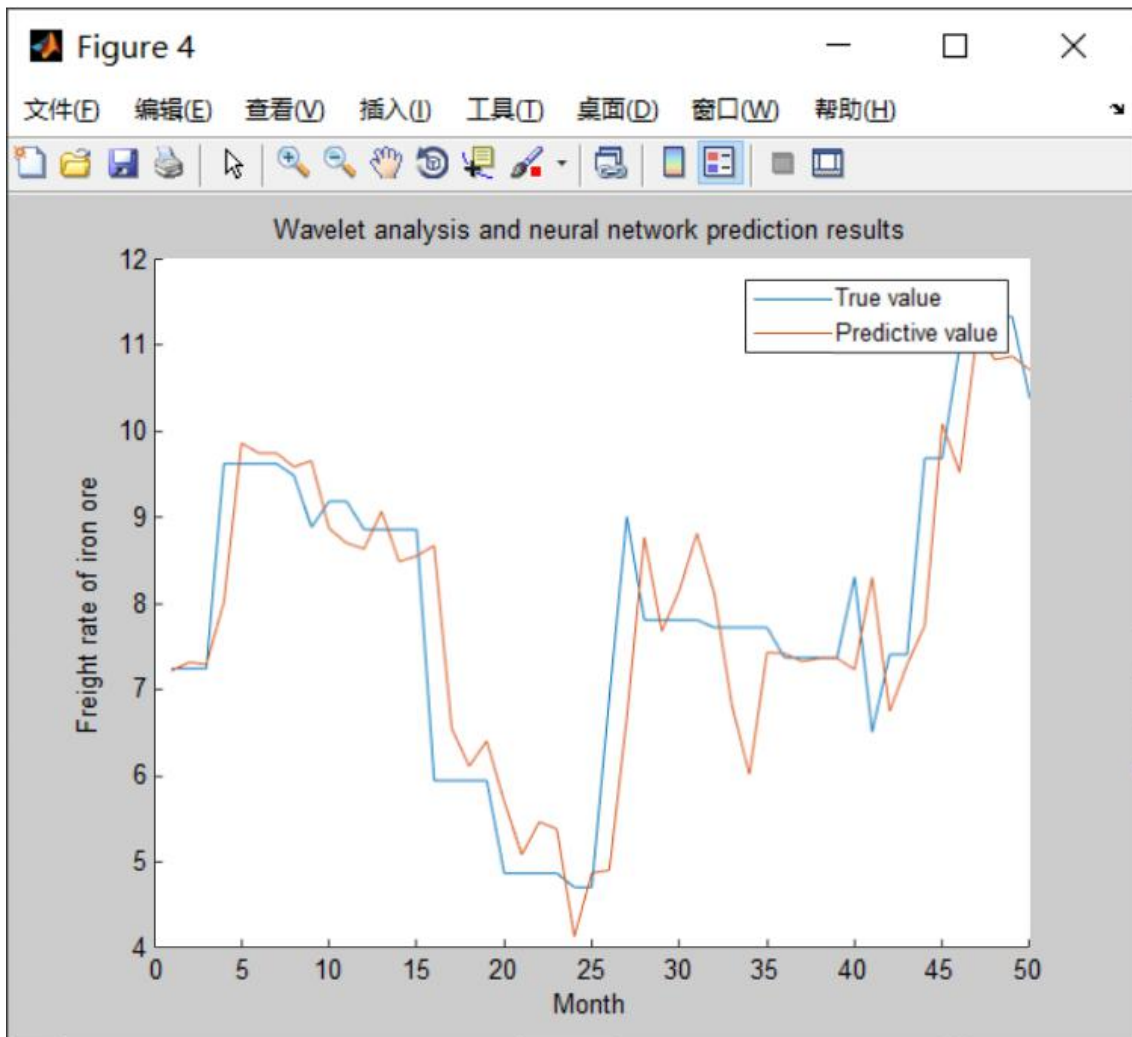 Figure 4
文件(F) 编辑(E) 查看(V) 插入(I) 工具(T) 桌面(D) 窗口(W) 帮助(H)
Wavelet analysis and neural network prediction results
True value
Predictive value
12
11
10
9
8
7
6
5
4
Freight rate of iron ore
0 5 10 15 20 25 30 35 40 45 50
Month